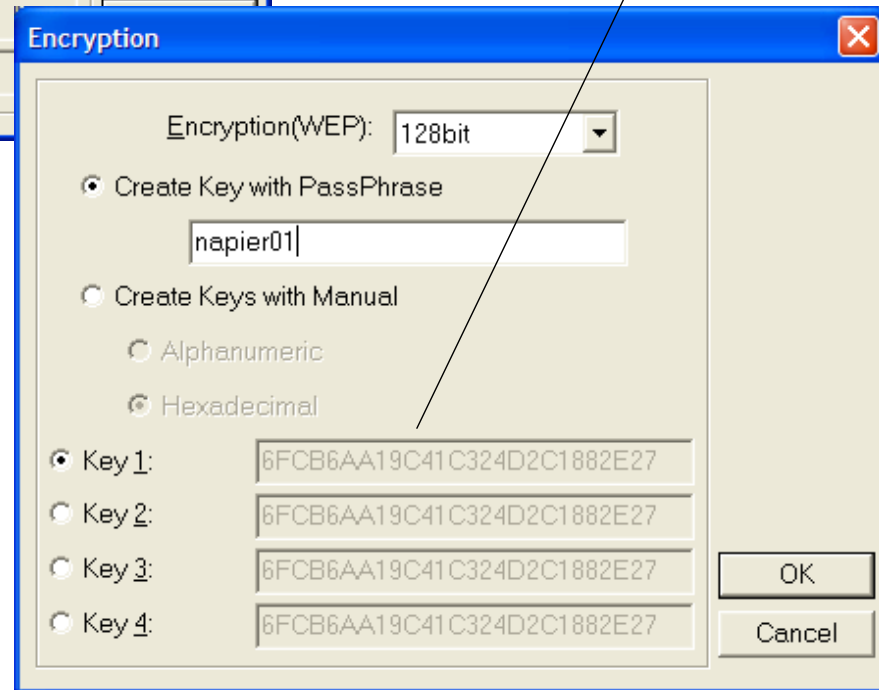 Encryption
Encryption(WEP): 128bit
Create Key with PassPhrase
napier01
Create Keys with Manual
Alphanumeric
Hexadecimal
Key 1: 6FCB6AA19C41C324D2C1882E27
Key 2: 6FCB6AA19C41C324D2C1882E27
Key 3: 6FCB6AA19C41C324D2C1882E27
OK
Key 4: 6FCB6AA19C41C324D2C1882E27
Cancel